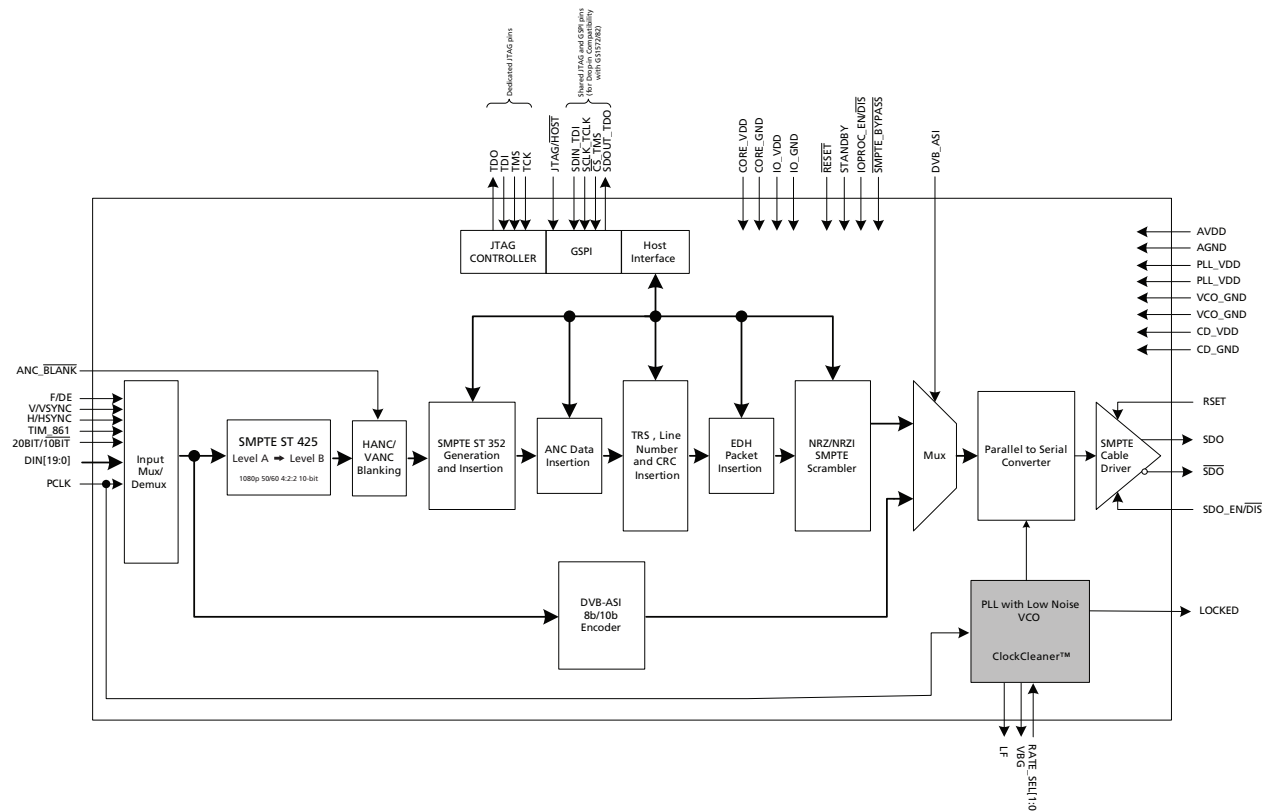 Dedicated JTAG pins
Shared JTAG and GSPI pins
(for Drop-in Compatibility
with GS1572/82)
TDO
TDI
TMS
TCK
JTAG/HOST
SDIN_TDI
SCLK_TCLK
CS_TMS
SDOUT_TDO
CORE_VDD
CORE_GND
IO_VDD
IO_GND
RESET
STANDBY
IOPROC_EN/DIS
SMPTE_BYPASS
DVB_ASI
JTAG
CONTROLLER
GSPI
Host
Interface
AVDD
AGND
PLL_VDD
PLL_VDD
VCO_GND
VCO_GND
CD_VDD
CD_GND
ANC_BLANK
F/DE
V/VSYNC
H/HSYNC
TIM_861
20BIT/10BIT
DIN[19:0]
PCLK
Input
Mux/
Demux
SMPTE ST 425
Level A ➡ Level B
1080p 50/60 4:2:2 10-bit
HANC/
VANC
Blanking
SMPTE ST 352
Generation
and Insertion
ANC Data
Insertion
TRS , Line
Number
and CRC
Insertion
EDH
Packet
Insertion
NRZ/NRZI
SMPTE
Scrambler
Mux
Parallel to Serial
Converter
SMPTE
Cable
Driver
RSET
SDO
SDO
SDO_EN/DIS
DVB-ASI
8b/10b
Encoder
PLL with Low Noise
VCO
ClockCleaner™
LOCKED
LF
VBG
RATE_SEL[1:0